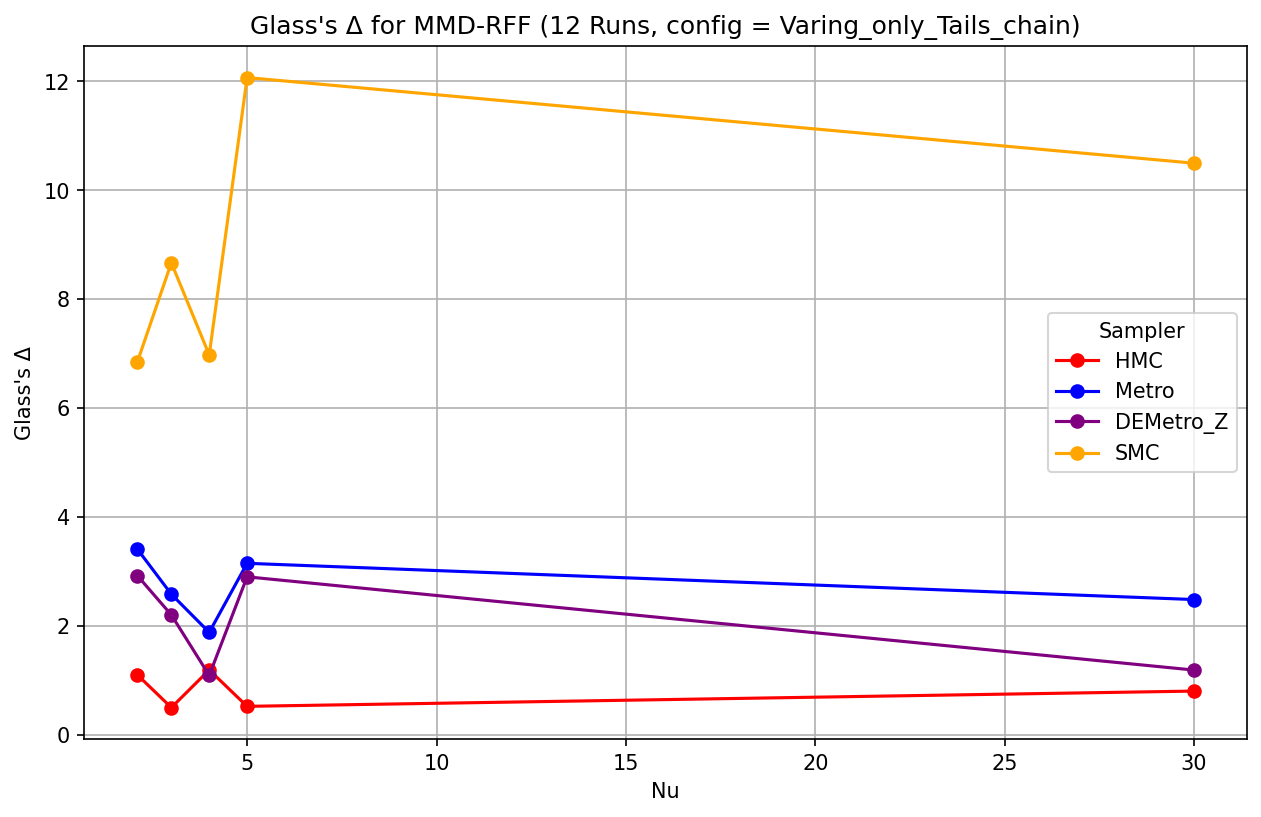 Glass's Δ for MMD-RFF (12 Runs, config = Varing_only_Tails_chain)
Glass's Δ
12
10
8
6
4
2
0
5
10
15
20
25
30
Nu
Sampler
HMC
Metro
DEMetro_Z
SMC